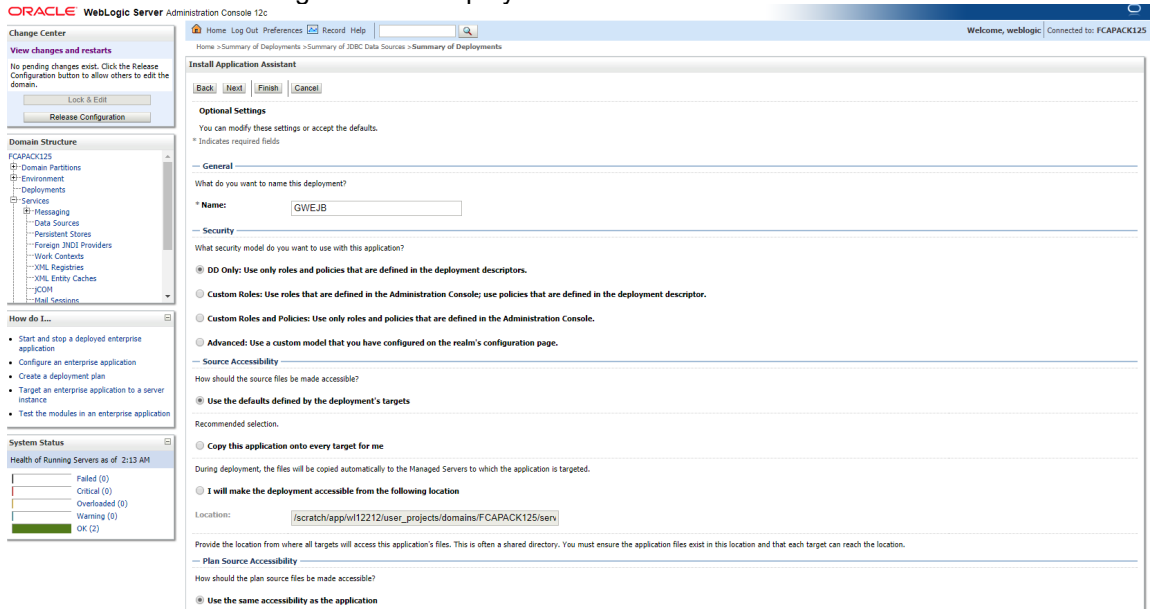 ORACLE WebLogic Server Administration Console 12c
Change Center
View changes and restarts
No pending changes exist. Click the Release
Configuration button to allow others to edit the
domain.
Lock & Edit
Release Configuration
Domain Structure
FCAPACK125
Domain Partitions
Environment
Deployments
Services
Messaging
Data Sources
Persistent Stores
Foreign JNDI Providers
Work Contexts
XML Registries
XML Entity Caches
jCOM
Mail Sessions
How do I...
Start and stop a deployed enterprise
application
Configure an enterprise application
Create a deployment plan
Target an enterprise application to a server
instance
Test the modules in an enterprise application
System Status
Health of Running Servers as of 2:13 AM
Failed (0)
Critical (0)
Overloaded (0)
Warning (0)
OK (2)
Home Log Out Preferences Record Help
Welcome, weblogic Connected to: FCAPACK125
Home >Summary of Deployments >Summary of JDBC Data Sources >Summary of Deployments
Install Application Assistant
Back Next Finish Cancel
Optional Settings
You can modify these settings or accept the defaults.
* Indicates required fields
General
What do you want to name this deployment?
* Name: GWEJB
Security
What security model do you want to use with this application?
DD Only: Use only roles and policies that are defined in the deployment descriptors.
Custom Roles: Use roles that are defined in the Administration Console; use policies that are defined in the deployment descriptor.
Custom Roles and Policies: Use only roles and policies that are defined in the Administration Console.
Advanced: Use a custom model that you have configured on the realm's configuration page.
Source Accessibility
How should the source files be made accessible?
Use the defaults defined by the deployment's targets
Recommended selection.
Copy this application onto every target for me
During deployment, the files will be copied automatically to the Managed Servers to which the application is targeted.
I will make the deployment accessible from the following location
Location: /scratch/app/wl12212/user_projects/domains/FCAPACK125/serv
Provide the location from where all targets will access this application's files. This is often a shared directory. You must ensure the application files exist in this location and that each target can reach the location.
Plan Source Accessibility
How should the plan source files be made accessible?
Use the same accessibility as the application